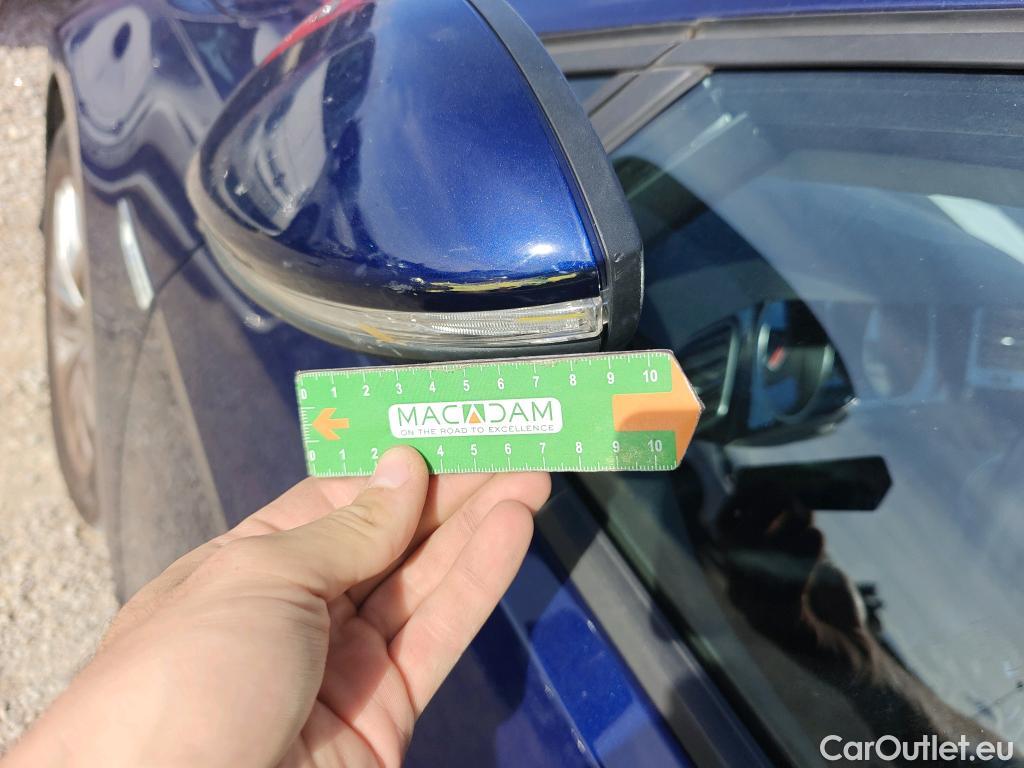 0 1 2 3 4 5 6 7 8 9 10
MACADAM
ON THE ROAD TO EXCELLENCE
0 1 2 4 5 6 7 8 9 10
CarOutlet.eu